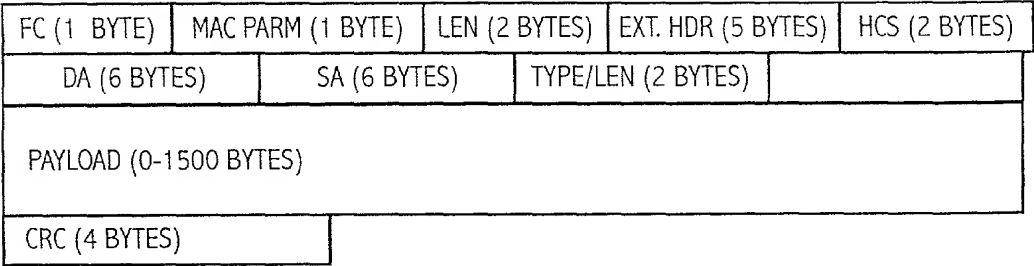 FC (1 BYTE) MAC PARM (1 BYTE) LEN (2 BYTES) EXT. HDR (5 BYTES) HCS (2 BYTES)
DA (6 BYTES) SA (6 BYTES) TYPE/LEN (2 BYTES)
PAYLOAD (0-1500 BYTES)
CRC (4 BYTES)